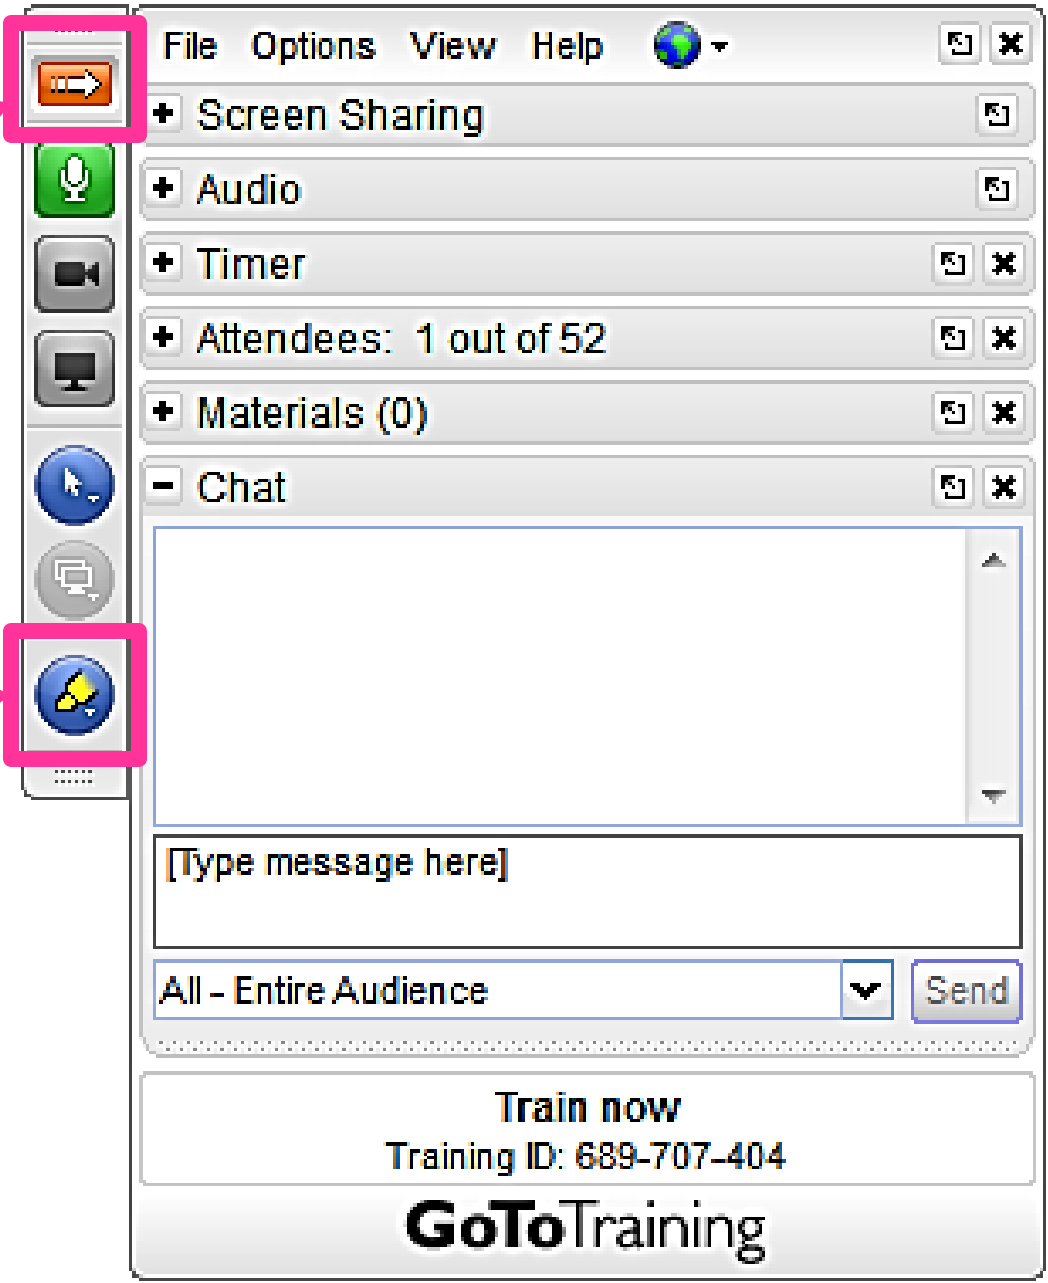 File Options View Help
Screen Sharing
Audio
Timer
Attendees: 1 out of 52
Materials (0)
Chat
[Type message here]
All - Entire Audience
Send
Train now
Training ID: 689-707-404
GoToTraining